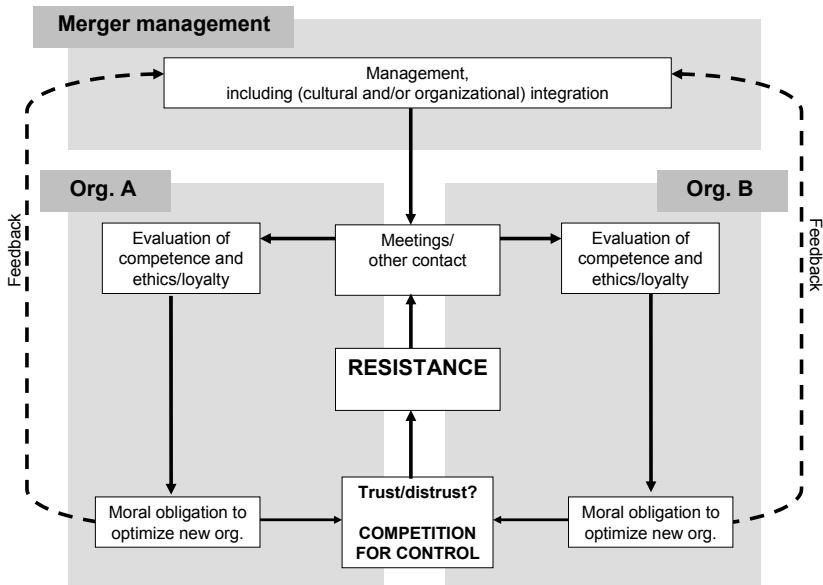 Merger management
Management,
including (cultural and/or organizational) integration
Org. A
Org. B
Feedback
Feedback
Evaluation of
competence and
ethics/loyalty
Meetings/
other contact
Evaluation of
competence and
ethics/loyalty
RESISTANCE
Moral obligation to
optimize new org.
Trust/distrust?
COMPETITION
FOR CONTROL
Moral obligation to
optimize new org.